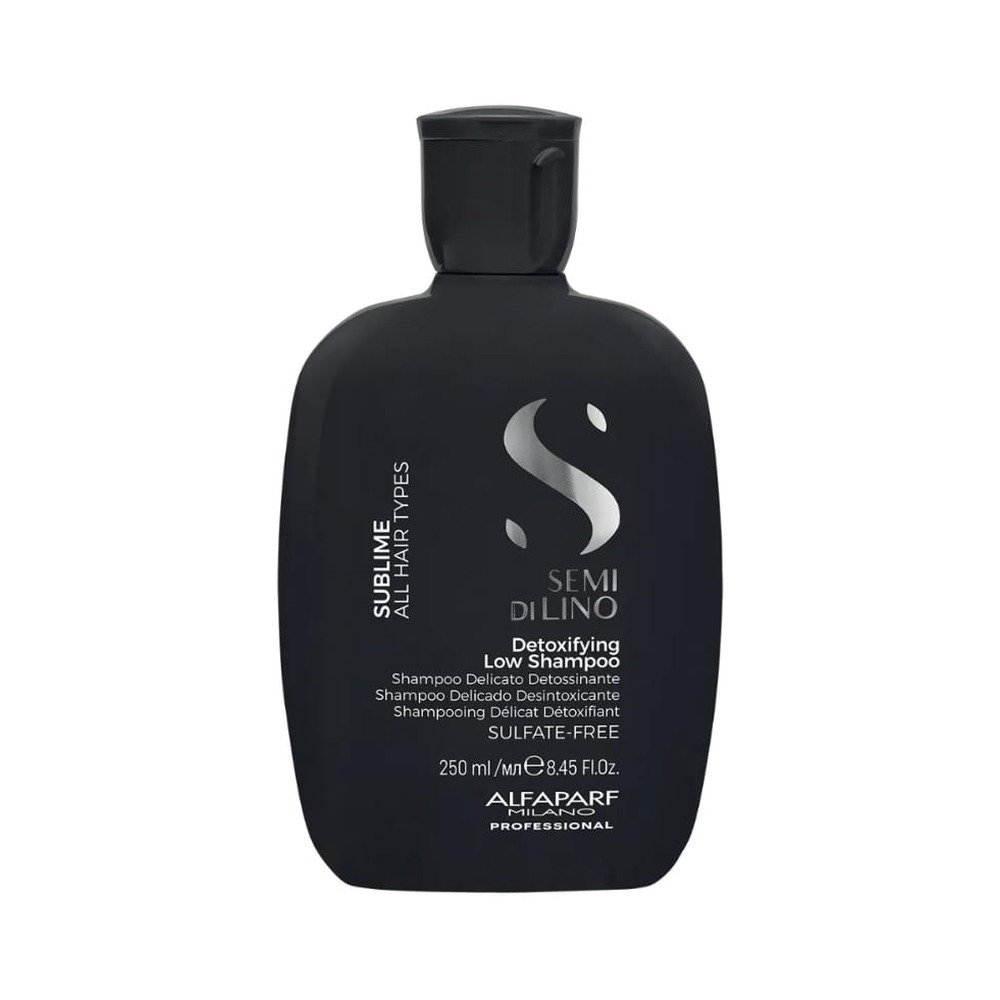 SUBLIME
ALL HAIR TYPES
SEMI
DI LINO
Detoxifying
Low Shampoo
Shampoo Delicato Detossinante
Shampoo Delicado Desintoxicante
Shampooing Délicat Détoxifiant
SULFATE-FREE
250 ml /мл ℮ 8.45 Fl.Oz.
ALFAPARF
MILANO
PROFESSIONAL